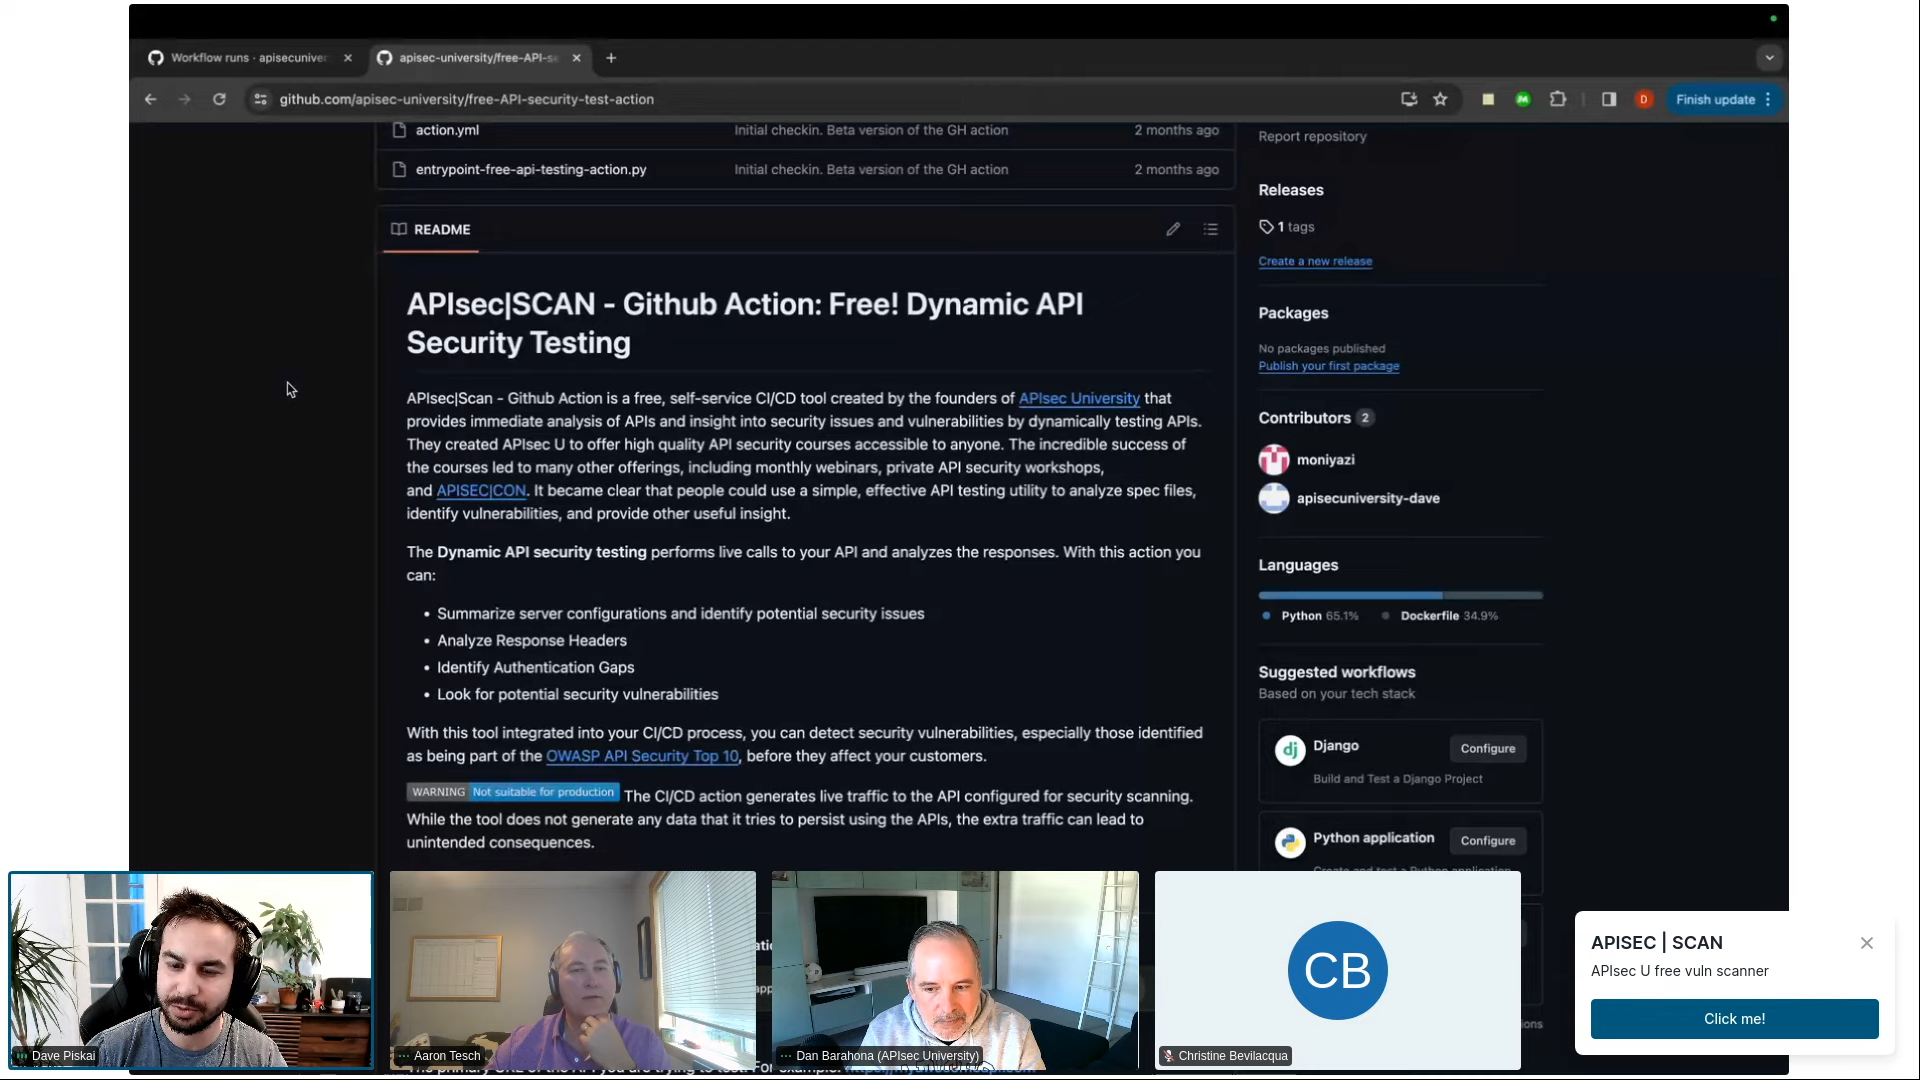 Workflow runs · apisecuniver
apisec-university/free-API-se
github.com/apisec-university/free-API-security-test-action
D
Finish update
action.yml
Initial checkin. Beta version of the GH action
2 months ago
entrypoint-free-api-testing-action.py
Initial checkin. Beta version of the GH action
2 months ago
README
APIsec|SCAN - Github Action: Free! Dynamic API
Security Testing
APIsec|Scan - Github Action is a free, self-service CI/CD tool created by the founders of APIsec University that
provides immediate analysis of APIs and insight into security issues and vulnerabilities by dynamically testing APIs.
They created APIsec U to offer high quality API security courses accessible to anyone. The incredible success of
the courses led to many other offerings, including monthly webinars, private API security workshops,
and APISEC|CON. It became clear that people could use a simple, effective API testing utility to analyze spec files,
identify vulnerabilities, and provide other useful insight.
The Dynamic API security testing performs live calls to your API and analyzes the responses. With this action you
can:
• Summarize server configurations and identify potential security issues
• Analyze Response Headers
• Identify Authentication Gaps
• Look for potential security vulnerabilities
With this tool integrated into your CI/CD process, you can detect security vulnerabilities, especially those identified
as being part of the OWASP API Security Top 10, before they affect your customers.
WARNING Not suitable for production The CI/CD action generates live traffic to the API configured for security scanning.
While the tool does not generate any data that it tries to persist using the APIs, the extra traffic can lead to
unintended consequences.
Report repository
Releases
1 tags
Create a new release
Packages
No packages published
Publish your first package
Contributors 2
moniyazi
apisecuniversity-dave
Languages
Python 65.1%
Dockerfile 34.9%
Suggested workflows
Based on your tech stack
dj
Django
Configure
Build and Test a Django Project
Python application
Configure
Dave Piskai
Aaron Tesch
Dan Barahona (APIsec University)
CB
Christine Bevilacqua
APISEC | SCAN
APIsec U free vuln scanner
Click me!